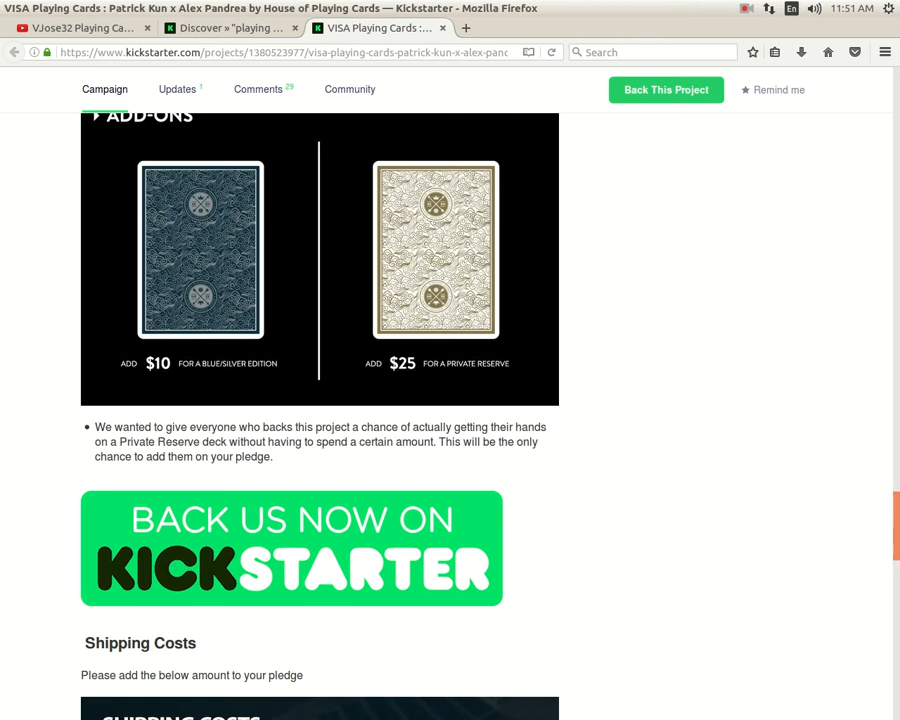 VISA Playing Cards : Patrick Kun x Alex Pandrea by House of Playing Cards — Kickstarter - Mozilla Firefox
En
11:51 AM
VJose32 Playing Ca...
Discover » "playing ...
VISA Playing Cards :...
https://www.kickstarter.com/projects/1380523977/visa-playing-cards-patrick-kun-x-alex-panc
Search
Campaign
Updates 1
Comments 29
Community
Back This Project
Remind me
ADD-ONS
ADD $10 FOR A BLUE/SILVER EDITION
ADD $25 FOR A PRIVATE RESERVE
• We wanted to give everyone who backs this project a chance of actually getting their hands
on a Private Reserve deck without having to spend a certain amount. This will be the only
chance to add them on your pledge.
BACK US NOW ON
KICKSTARTER
Shipping Costs
Please add the below amount to your pledge
SHIPPING COSTS